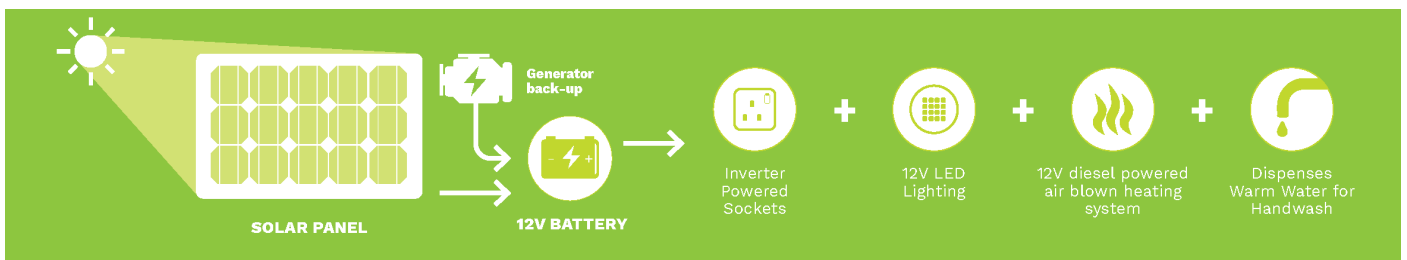 Generator
back-up
SOLAR PANEL
- +
12V BATTERY
Inverter
Powered
Sockets
+
12V LED
Lighting
+
12V diesel powered
air blown heating
system
+
Dispenses
Warm Water for
Handwash